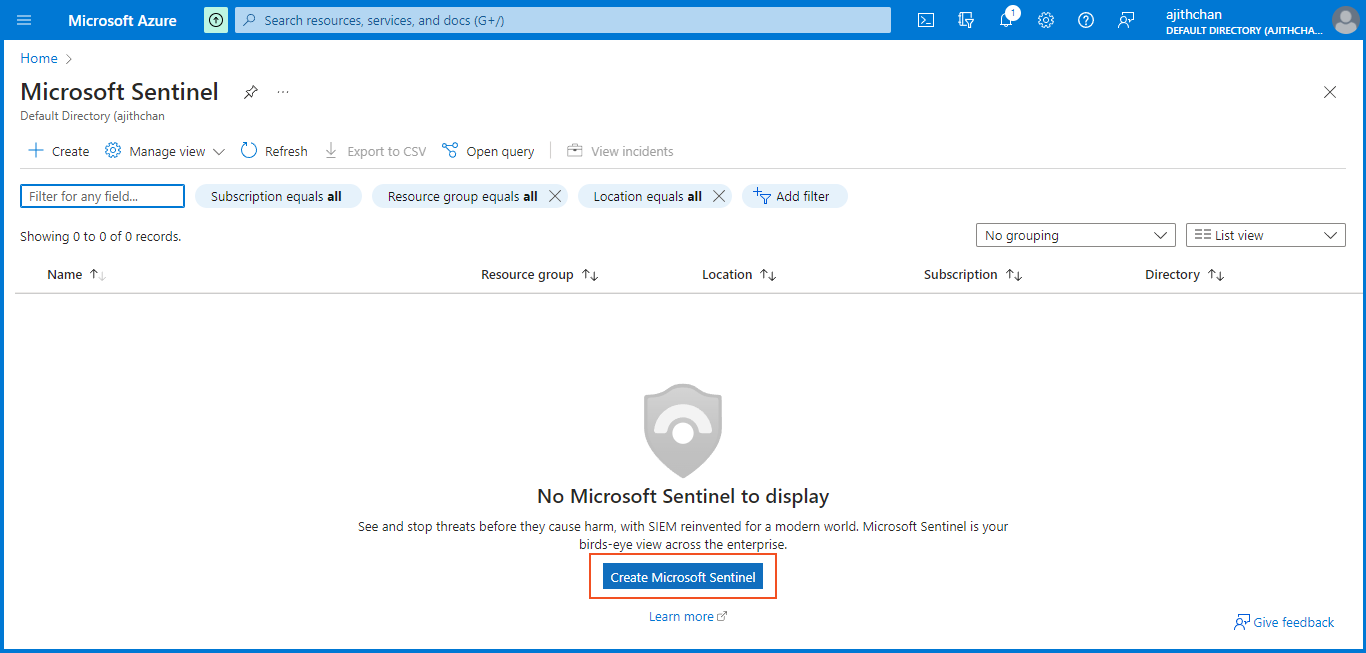 Microsoft Azure
Search resources, services, and docs (G+/)
1
ajithchan
DEFAULT DIRECTORY (AJITHCHA...
Home
Microsoft Sentinel
...
Default Directory (ajithchan
Create
Manage view
Refresh
Export to CSV
Open query
View incidents
Filter for any field...
Subscription equals all
Resource group equals all
Location equals all
Add filter
Showing 0 to 0 of 0 records.
No grouping
List view
Name
Resource group
Location
Subscription
Directory
No Microsoft Sentinel to display
See and stop threats before they cause harm, with SIEM reinvented for a modern world. Microsoft Sentinel is your
birds-eye view across the enterprise.
Create Microsoft Sentinel
Learn more
Give feedback